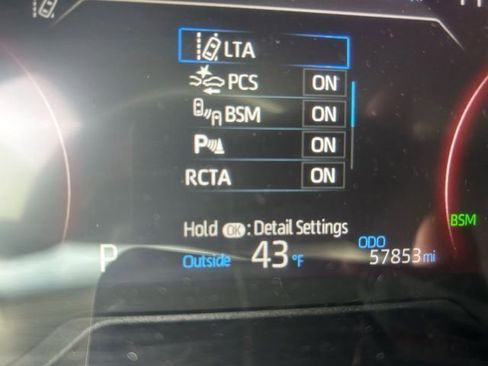 LTA
PCS ON
BSM ON
P ON
RCTA ON
Hold OK : Detail Settings
BSM
P Outside 43 °F ODO 57853 mi